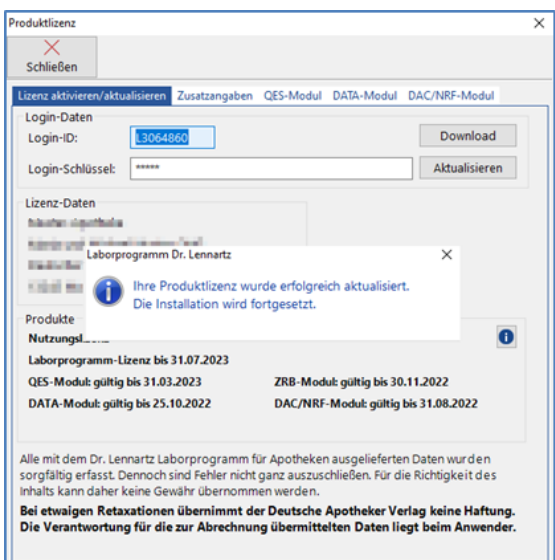 Produktlizenz
Schließen
Lizenz aktivieren/aktualisieren Zusatzangaben QES-Modul DATA-Modul DAC/NRF-Modul
Login-Daten
Login-ID: L3064860 Download
Login-Schlüssel: ***** Aktualisieren
Lizenz-Daten
Laborprogramm Dr. Lennartz
Ihre Produktlizenz wurde erfolgreich aktualisiert.
Die Installation wird fortgesetzt.
Produkte
Laborprogramm-Lizenz bis 31.07.2023
QES-Modul: gültig bis 31.03.2023 ZRB-Modul: gültig bis 30.11.2022
DATA-Modul: gültig bis 25.10.2022 DAC/NRF-Modul: gültig bis 31.08.2022
Alle mit dem Dr. Lennartz Laborprogramm für Apotheken ausgelieferten Daten wurden
sorgfältig erfasst. Dennoch sind Fehler nicht ganz auszuschließen. Für die Richtigkeit des
Inhalts kann daher keine Gewähr übernommen werden.
Bei etwaigen Retaxationen übernimmt der Deutsche Apotheker Verlag keine Haftung.
Die Verantwortung für die zur Abrechnung übermittelten Daten liegt beim Anwender.